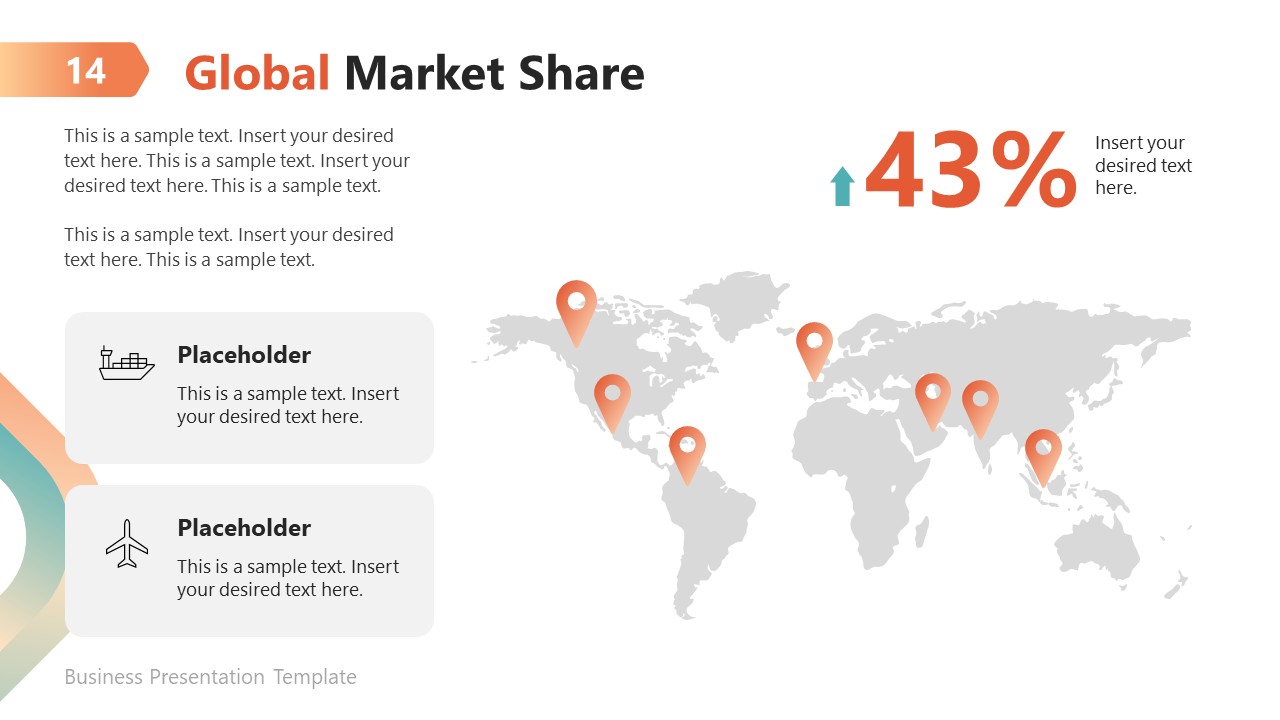 14
Global Market Share
This is a sample text. Insert your desired
text here. This is a sample text. Insert your
desired text here. This is a sample text.
This is a sample text. Insert your desired
text here. This is a sample text.
43%
Insert your
desired text
here.
Placeholder
This is a sample text. Insert
your desired text here.
Placeholder
This is a sample text. Insert
your desired text here.
Business Presentation Template